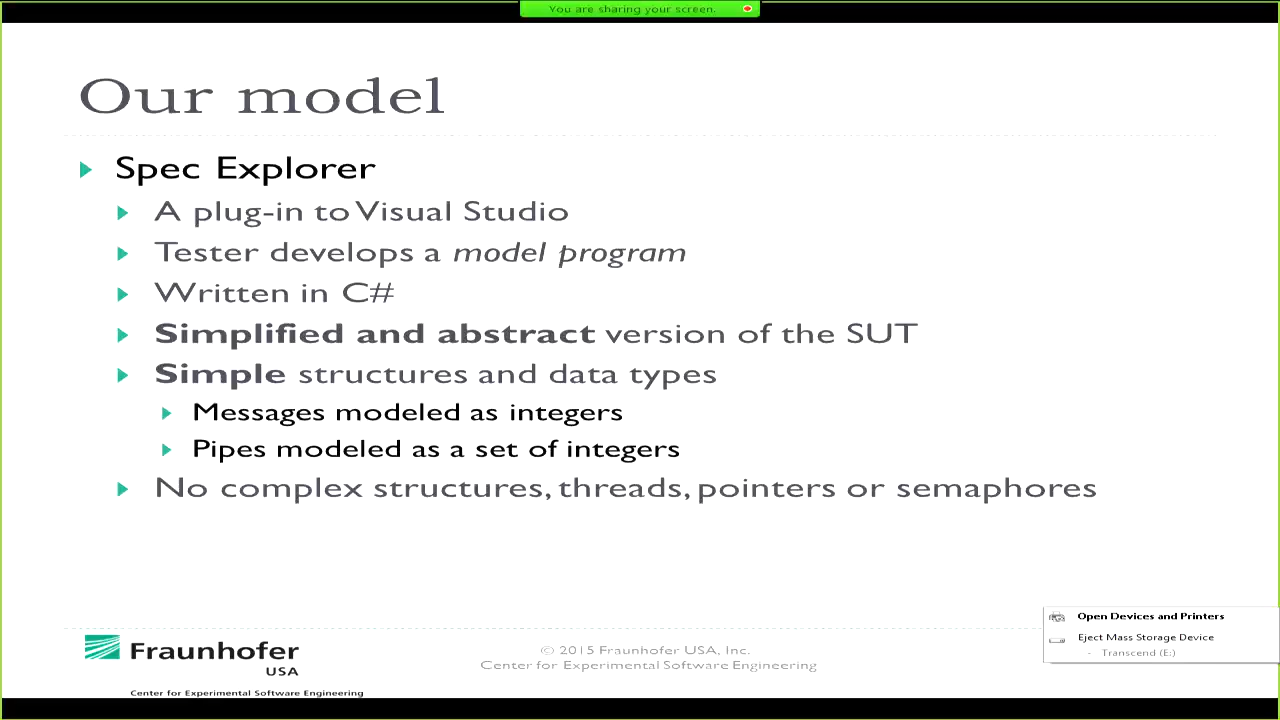 You are sharing your screen.
Our model
Spec Explorer
A plug-in to Visual Studio
Tester develops a model program
Written in C#
Simplified and abstract version of the SUT
Simple structures and data types
Messages modeled as integers
Pipes modeled as a set of integers
No complex structures, threads, pointers or semaphores
Open Devices and Printers
Eject Mass Storage Device
- Transcend (E:)
Fraunhofer
USA
Center for Experimental Software Engineering
© 2015 Fraunhofer USA, Inc.
Center for Experimental Software Engineering